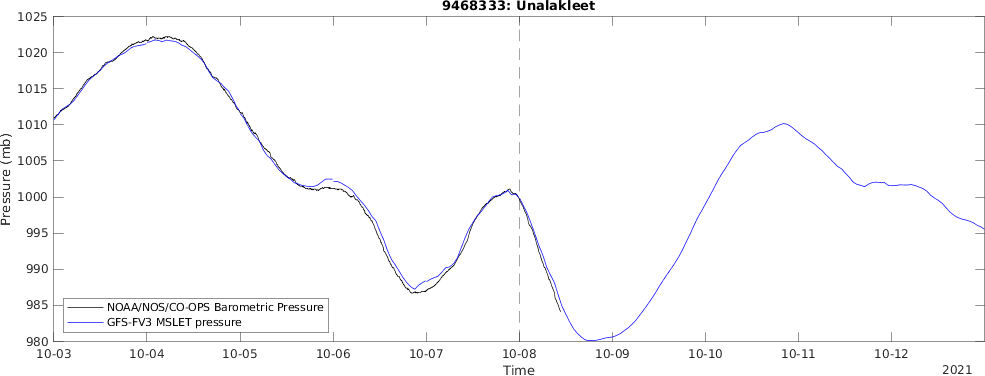 9468333: Unalakleet
1025
1020
1015
1010
1005
1000
995
990
985
980
Pressure (mb)
NOAA/NOS/CO-OPS Barometric Pressure
GFS-FV3 MSLET pressure
10-03 10-04 10-05 10-06 10-07 10-08 10-09 10-10 10-11 10-12
Time
2021